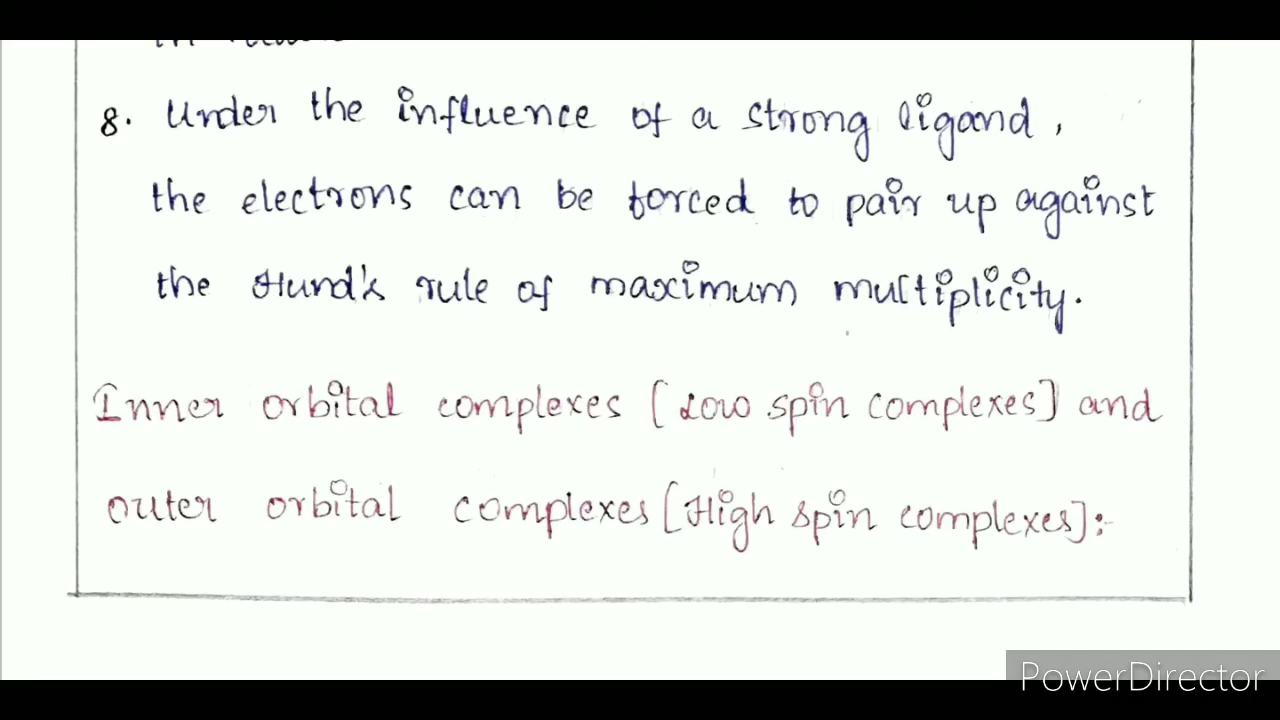 8. Under the influence of a strong ligand,
the electrons can be forced to pair up against
the Hund's rule of maximum multiplicity.
Inner orbital complexes [Low spin complexes] and
outer orbital complexes [High spin complexes]:-
PowerDirector